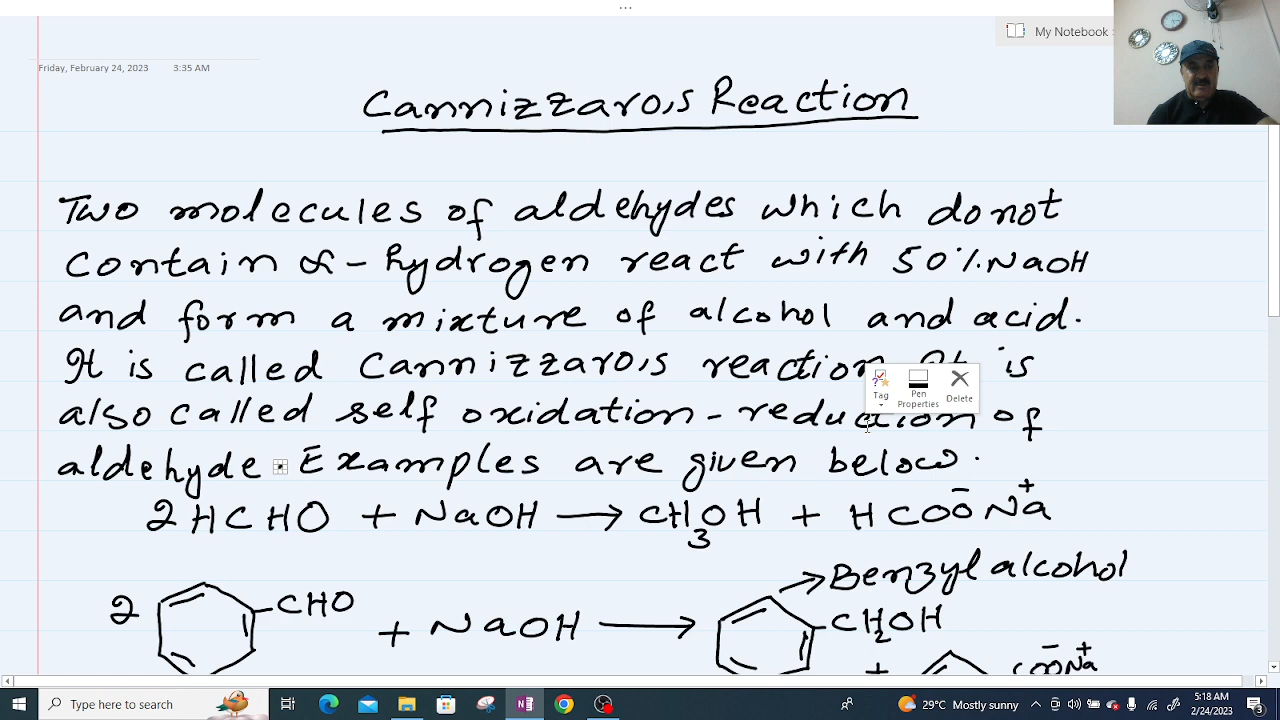 My Notebook
Friday, February 24, 2023 3:35 AM
Cannizzaro,s Reaction
Two molecules of aldehydes which do not
contain α-hydrogen react with 50%NaOH
and form a mixture of alcohol and acid.
It is called Cannizzaro,s reaction. It is
also called self oxidation-reduction of
aldehyde. Examples are given below.
Tag
Pen Properties
Delete
2HCHO + NaOH → CH3OH + HCOO⁻Na⁺
→Benzyl alcohol
2 CHO + NaOH → CH2OH
+ COO⁻Na⁺
Type here to search
29°C Mostly sunny
5:18 AM
2/24/2023
3